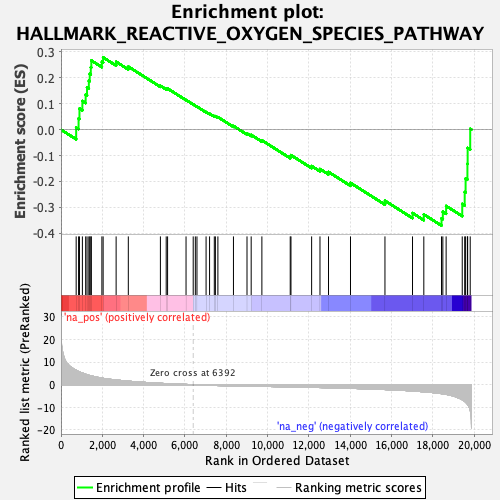 Enrichment plot:
HALLMARK_REACTIVE_OXYGEN_SPECIES_PATHWAY
Enrichment score (ES)
0.3
0.2
0.1
0.0
-0.1
-0.2
-0.3
-0.4
'na_pos' (positively correlated)
Ranked list metric (PreRanked)
30
20
10
0
-10
-20
Zero cross at 6392
'na_neg' (negatively correlated)
0
2,000
4,000
6,000
8,000
10,000
12,000
14,000
16,000
18,000
20,000
Rank in Ordered Dataset
Enrichment profile
Hits
Ranking metric scores